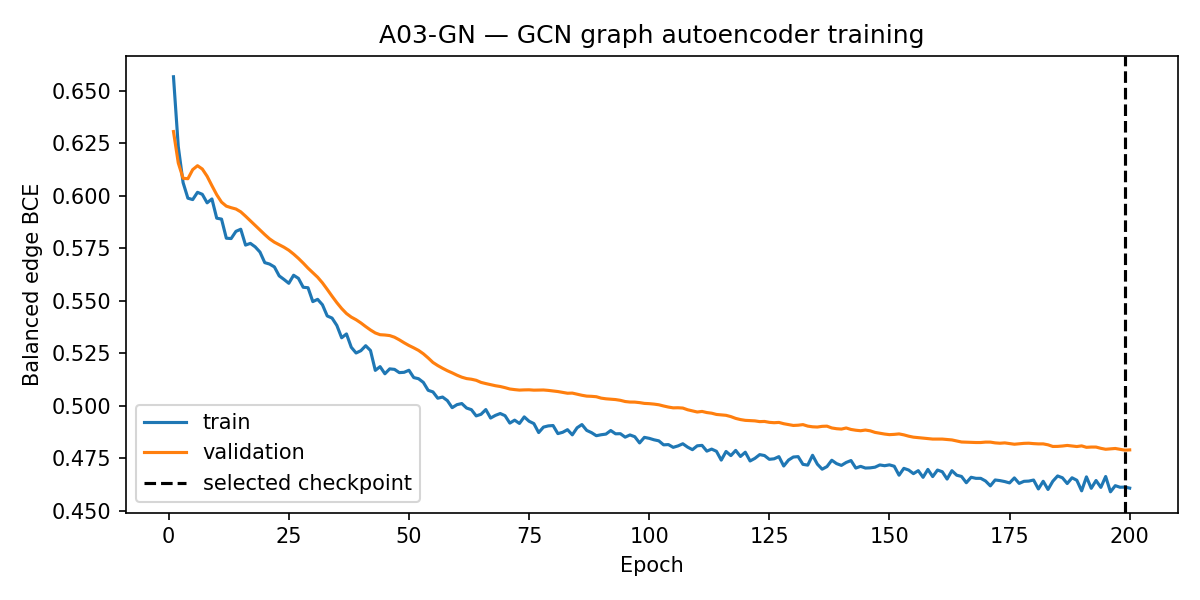 A03-GN — GCN graph autoencoder training
Balanced edge BCE
0.650
0.625
0.600
0.575
0.550
0.525
0.500
0.475
0.450
train
validation
selected checkpoint
0 25 50 75 100 125 150 175 200
Epoch